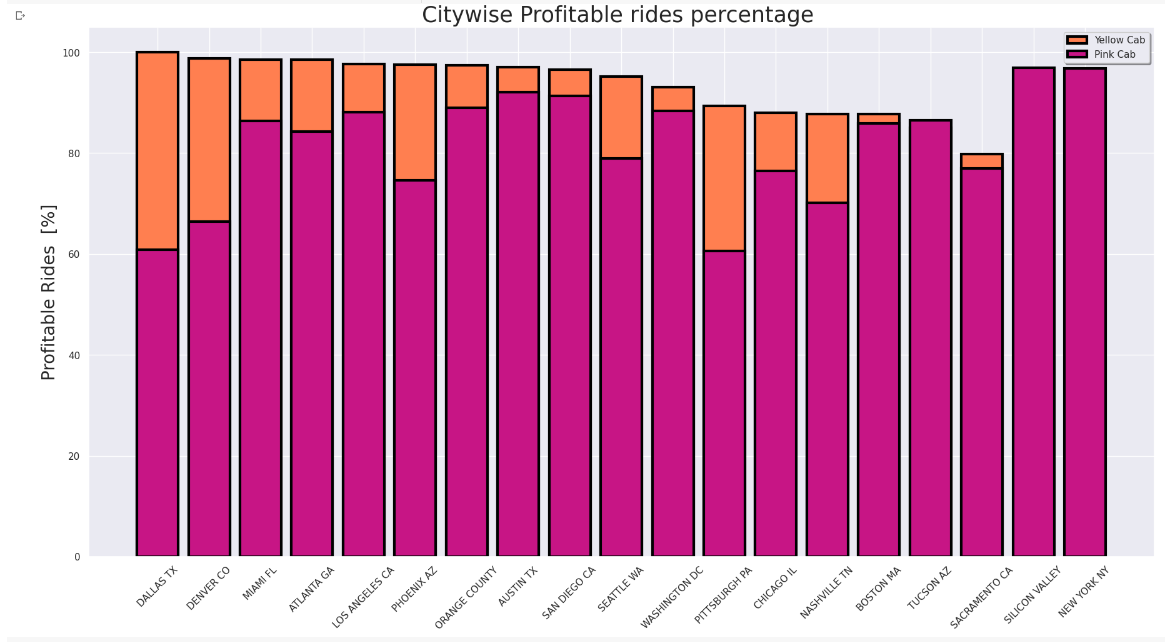 Citywise Profitable rides percentage
Yellow Cab
Pink Cab
Profitable Rides [%]
100
80
60
40
20
0
DALLAS TX
DENVER CO
MIAMI FL
ATLANTA GA
LOS ANGELES CA
PHOENIX AZ
ORANGE COUNTY
AUSTIN TX
SAN DIEGO CA
SEATTLE WA
WASHINGTON DC
PITTSBURGH PA
CHICAGO IL
NASHVILLE TN
BOSTON MA
TUCSON AZ
SACRAMENTO CA
SILICON VALLEY
NEW YORK NY